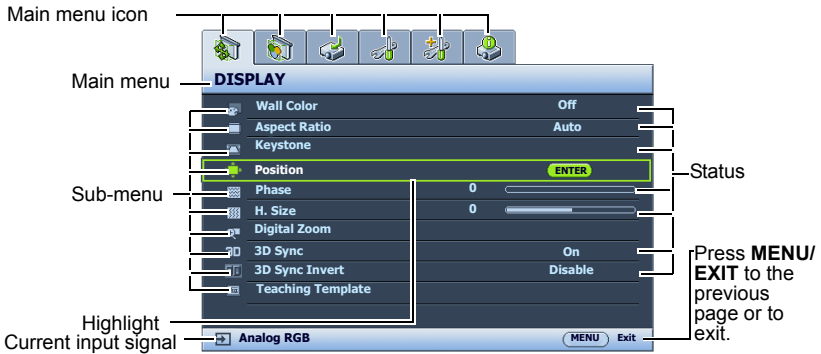 Main menu icon
Main menu
DISPLAY
Wall Color Off
Aspect Ratio Auto
Keystone
Position ENTER
Status
Sub-menu
Phase 0
H. Size 0
Digital Zoom
3D 3D Sync On
3D Sync Invert Disable
Teaching Template
Press MENU/
EXIT to the
previous
page or to
exit.
Highlight
Current input signal
Analog RGB MENU Exit